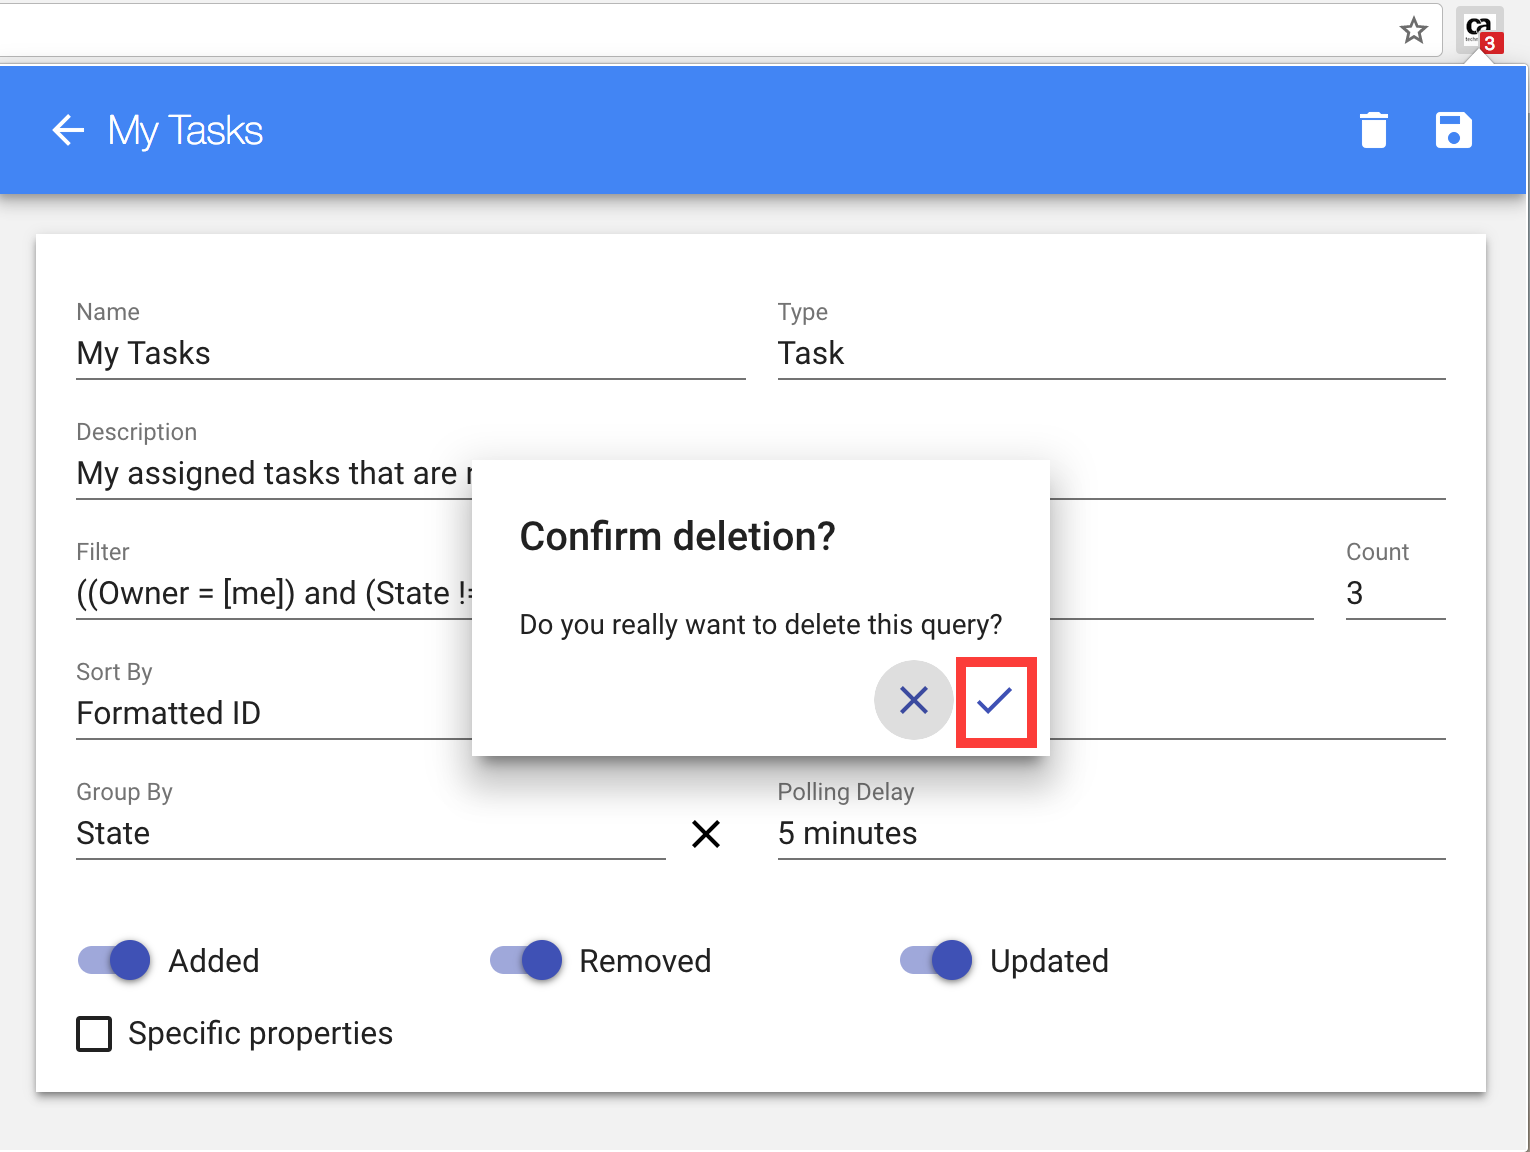 ca
3
My Tasks
Name
My Tasks
Type
Task
Description
My assigned tasks that are
Filter
((Owner = [me]) and (State !=
Count
3
Confirm deletion?
Do you really want to delete this query?
Sort By
Formatted ID
Group By
State
Polling Delay
5 minutes
Added
Removed
Updated
Specific properties